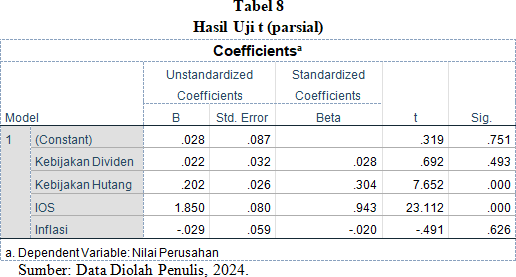 Tabel 8
Hasil Uji t (parsial)
Coefficientsᵃ
Unstandardized Coefficients Standardized Coefficients
Model B Std. Error Beta t Sig.
1 (Constant) .028 .087 .319 .751
Kebijakan Dividen .022 .032 .028 .692 .493
Kebijakan Hutang .202 .026 .304 7.652 .000
IOS 1.850 .080 .943 23.112 .000
Inflasi -.029 .059 -.020 -.491 .626
a. Dependent Variable: Nilai Perusahan
Sumber: Data Diolah Penulis, 2024.